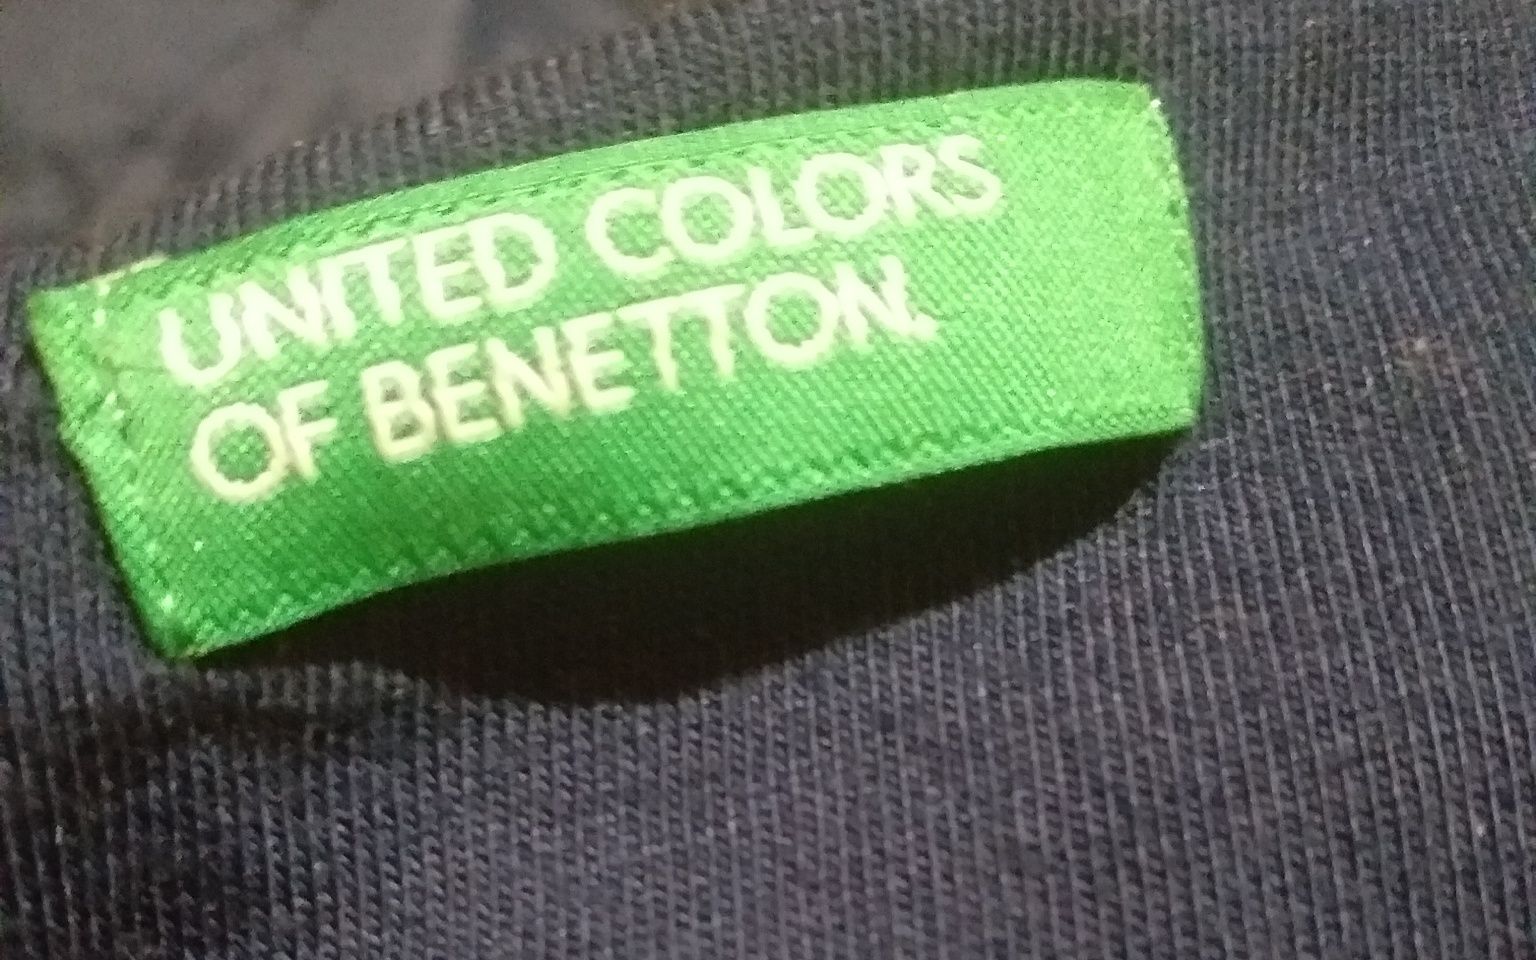 UNITED COLORS
OF BENETTON.